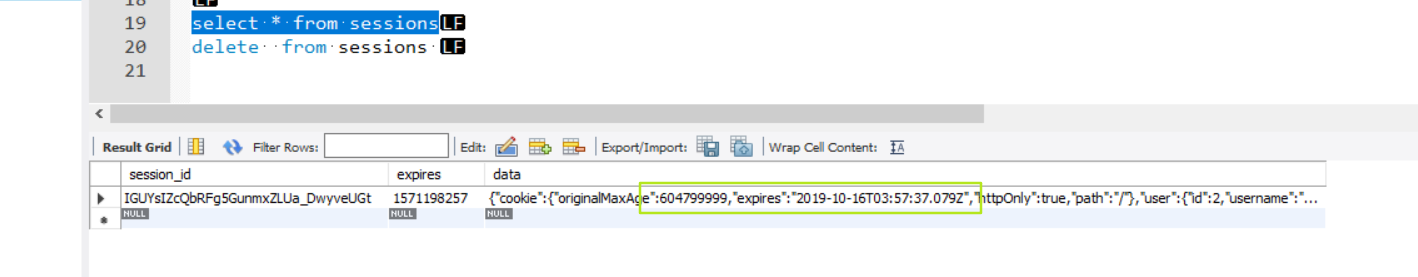 18 LF
19 select * from sessionsLF
20 delete  from sessions LF
21
Result Grid Filter Rows: Edit: Export/Import: Wrap Cell Content: IA
session_id expires data
IGUYsIZcQbRFg5GunmxZLUa_DwyveUGt 1571198257 {"cookie":{"originalMaxAge":604799999,"expires":"2019-10-16T03:57:37.079Z","httpOnly":true,"path":"/"},"user":{"id":2,"username":"...
NULL NULL NULL